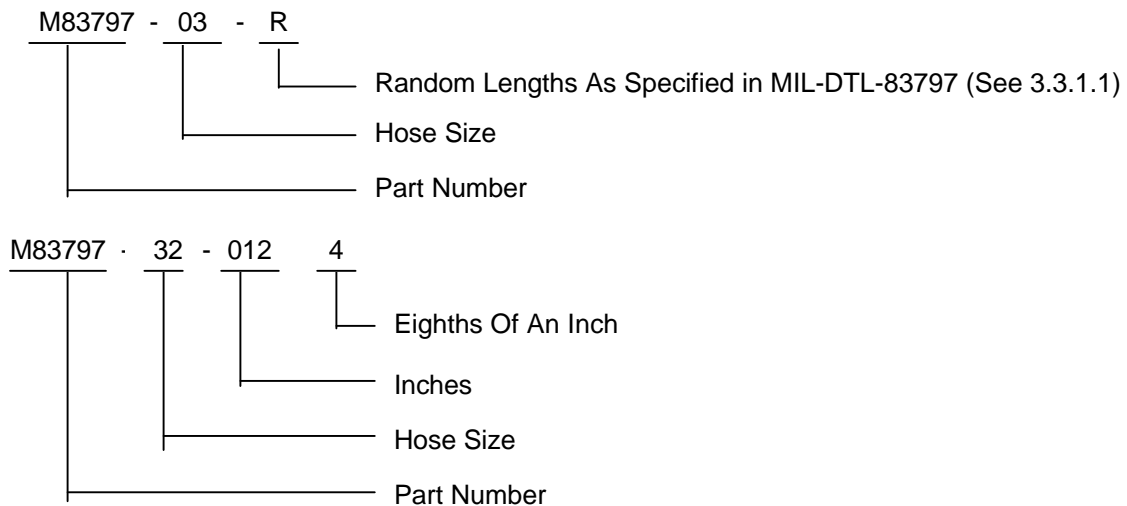 M83797 - 03 - R
Random Lengths As Specified in MIL-DTL-83797 (See 3.3.1.1)
Hose Size
Part Number
M83797 · 32 - 012 4
Eighths Of An Inch
Inches
Hose Size
Part Number